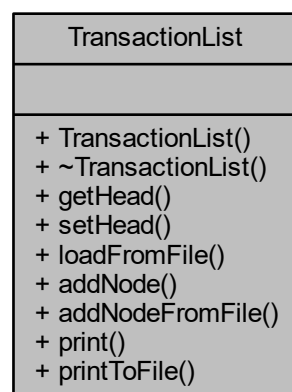 TransactionList
+ TransactionList()
+ ~TransactionList()
+ getHead()
+ setHead()
+ loadFromFile()
+ addNode()
+ addNodeFromFile()
+ print()
+ printToFile()